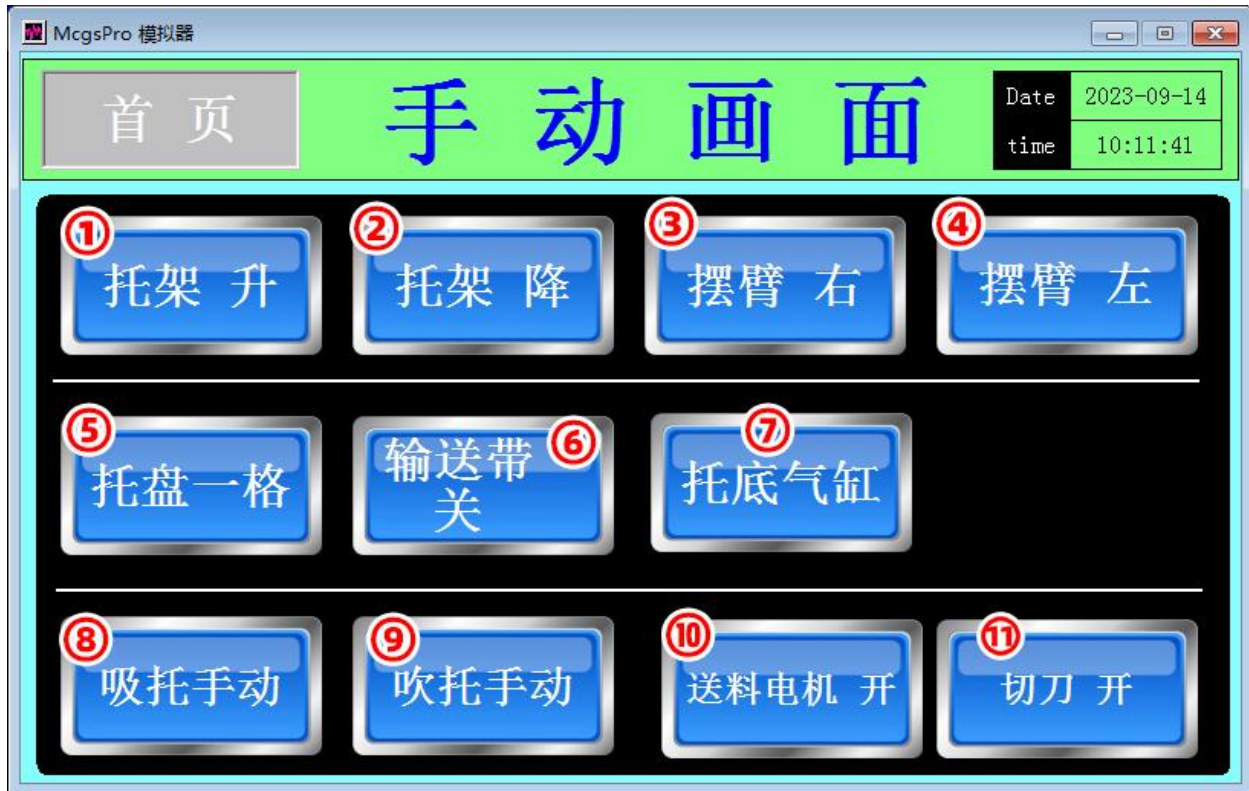 McgsPro 模拟器
首 页
手 动 画 面
Date 2023-09-14
time 10:11:41
① 托架 升
② 托架 降
③ 摆臂 右
④ 摆臂 左
⑤ 托盘一格
⑥ 输送带
关
⑦ 托底气缸
⑧ 吸托手动
⑨ 吹托手动
⑩ 送料电机 开
⑪ 切刀 开